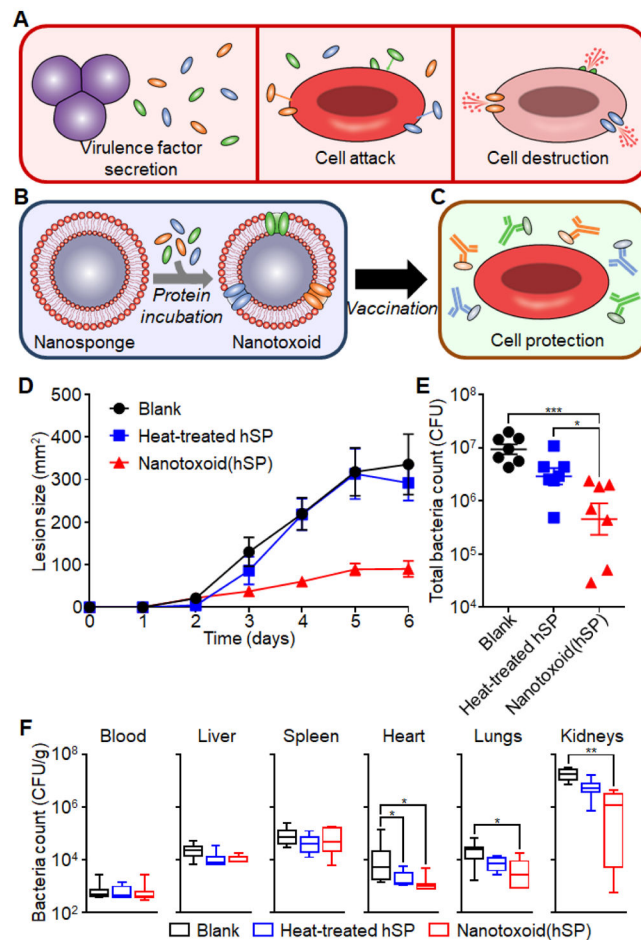 A
Virulence factor
secretion
Cell attack
Cell destruction
B
Nanosponge
Protein
incubation
Nanotoxoid
Vaccination
C
Cell protection
D
Lesion size (mm²)
500
400
300
200
100
0
Blank
Heat-treated hSP
Nanotoxoid(hSP)
0 1 2 3 4 5 6
Time (days)
E
Total bacteria count (CFU)
10⁸
10⁷
10⁶
10⁵
10⁴
***
*
Blank
Heat-treated hSP
Nanotoxoid(hSP)
F
Bacteria count (CFU/g)
10⁸
10⁶
10⁴
10²
Blood
Liver
Spleen
Heart
*
*
Lungs
*
Kidneys
**
Blank
Heat-treated hSP
Nanotoxoid(hSP)